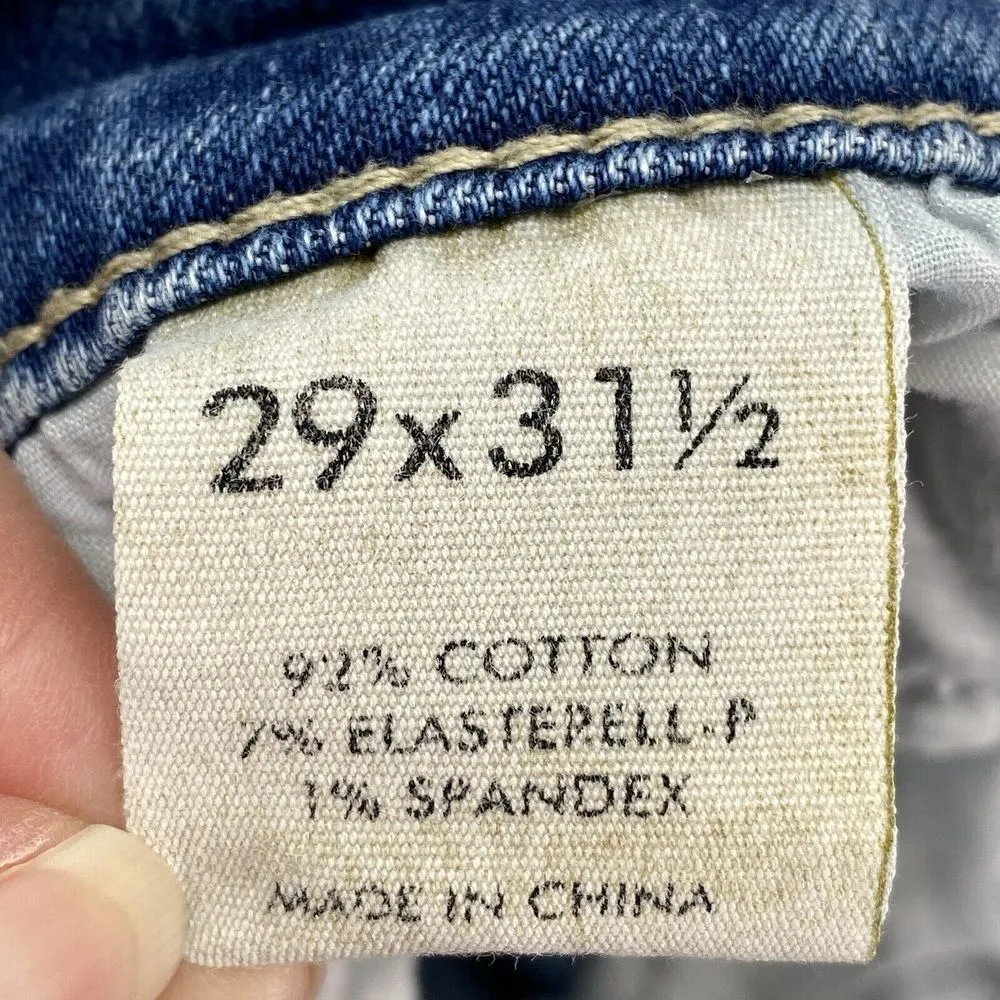 29x31½
92% COTTON
7% ELASTERELL-P
1% SPANDEX
MADE IN CHINA